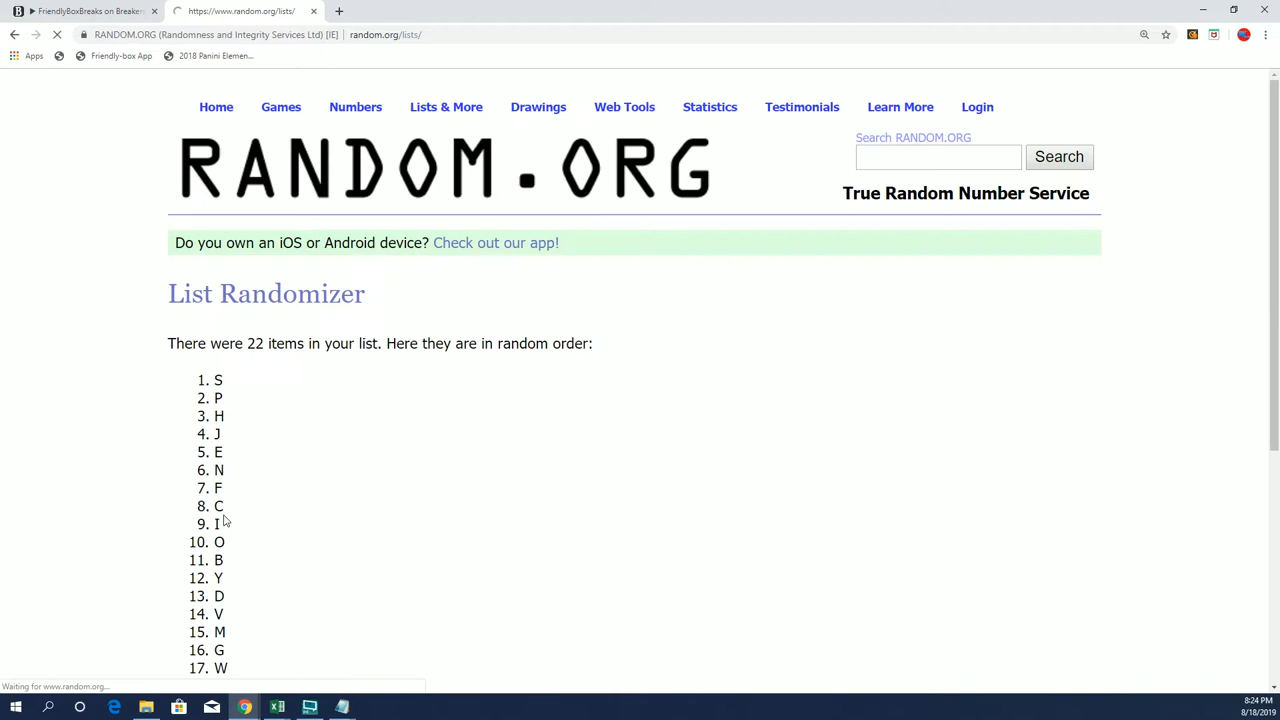 FriendlyBoxBreaks on Breaker
https://www.random.org/lists/
RANDOM.ORG (Randomness and Integrity Services Ltd) [IE] | random.org/lists/
Apps
Friendly-box App
2018 Panini Elemen...
Home Games Numbers Lists & More Drawings Web Tools Statistics Testimonials Learn More Login
RANDOM.ORG
Search RANDOM.ORG
Search
True Random Number Service
Do you own an iOS or Android device? Check out our app!
List Randomizer
There were 22 items in your list. Here they are in random order:
1. S
2. P
3. H
4. J
5. E
6. N
7. F
8. C
9. I
10. O
11. B
12. Y
13. D
14. V
15. M
16. G
17. W
Waiting for www.random.org...
8:24 PM
8/18/2019